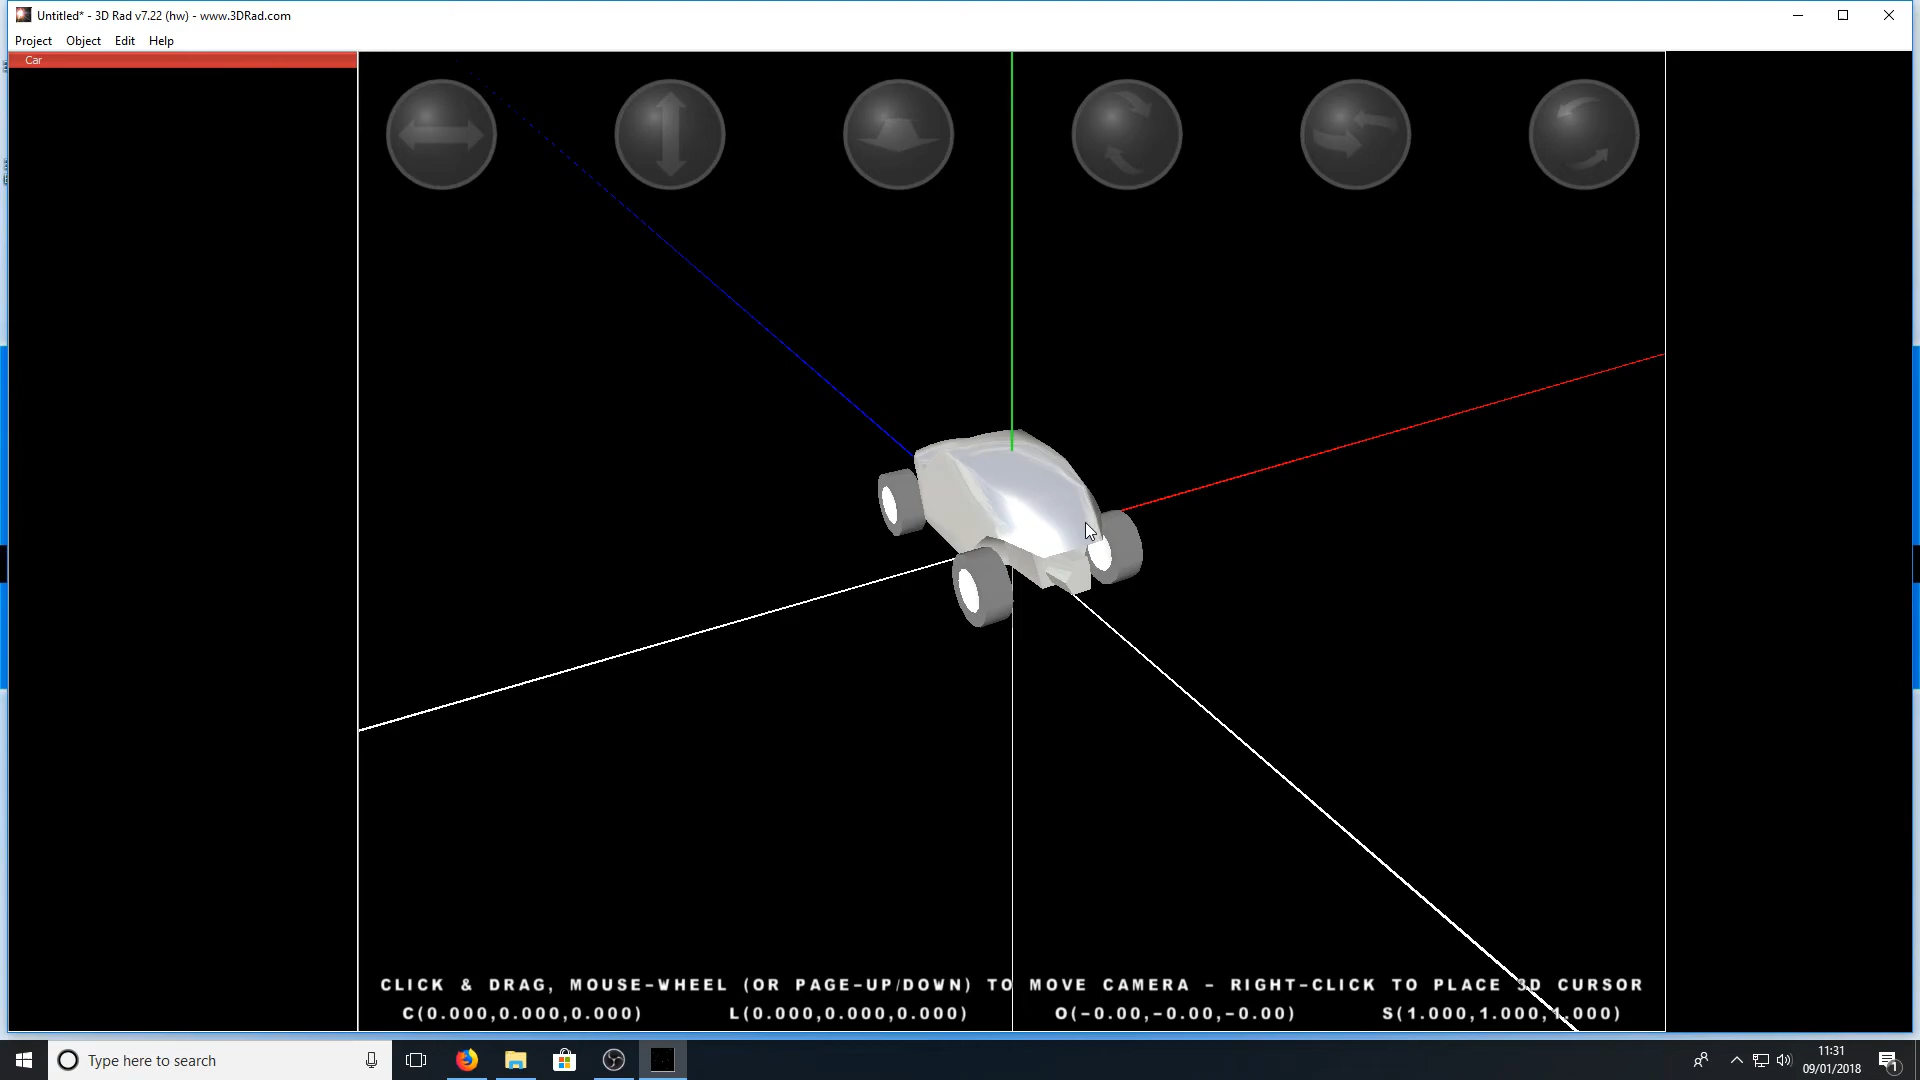 Untitled* - 3D Rad v7.22 (hw) - www.3DRad.com
Project Object Edit Help
Car
CLICK & DRAG, MOUSE-WHEEL (OR PAGE-UP/DOWN) TO MOVE CAMERA - RIGHT-CLICK TO PLACE 3D CURSOR
C(0.000,0.000,0.000) L(0.000,0.000,0.000) O(-0.00,-0.00,-0.00) S(1.000,1.000,1.000)
Type here to search
11:31
09/01/2018
1